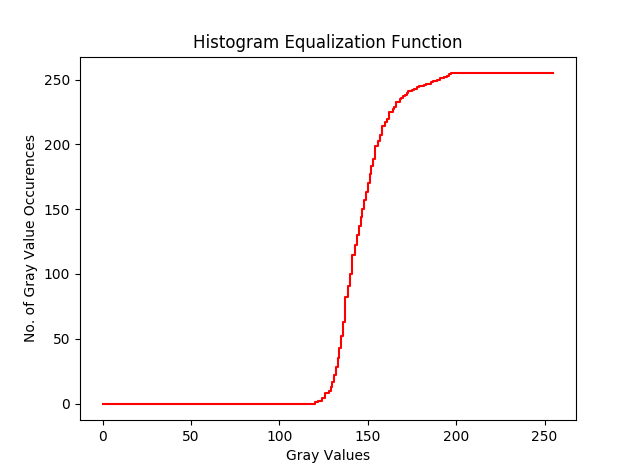 Histogram Equalization Function
No. of Gray Value Occurences
250
200
150
100
50
0
0 50 100 150 200 250
Gray Values